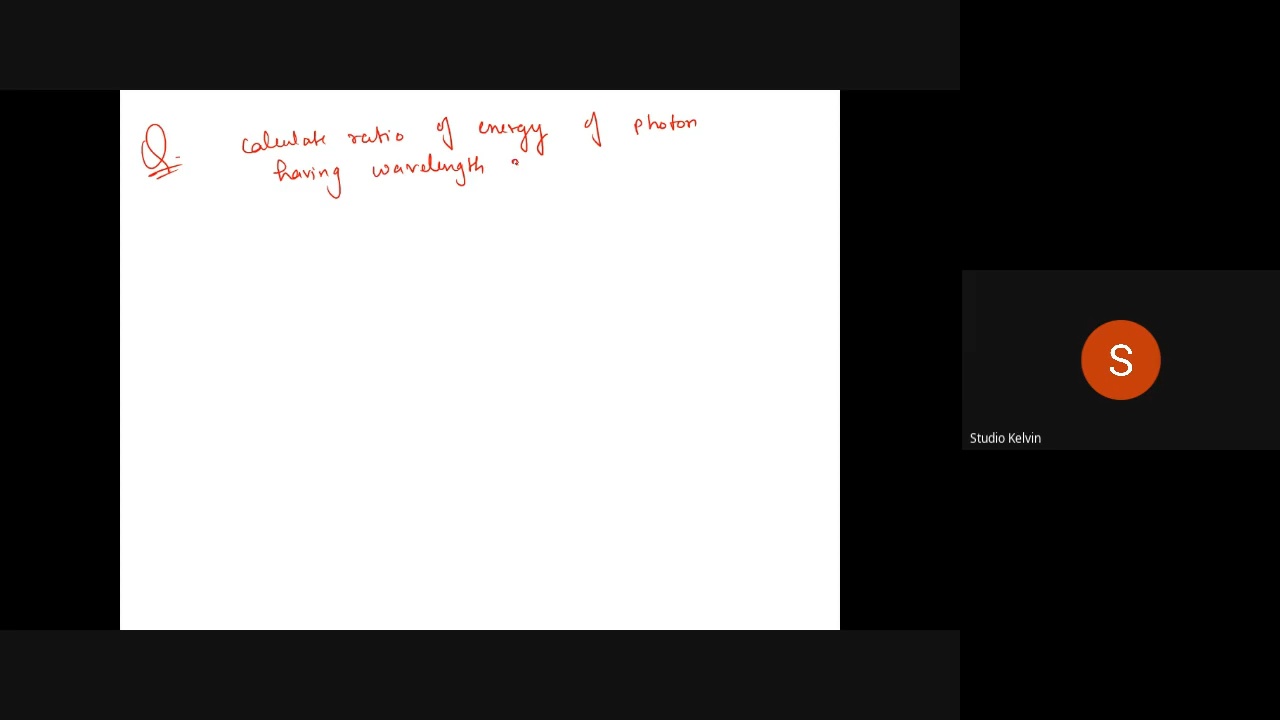 Q. Calculate ratio of energy of photon
having wavelength
S
Studio Kelvin